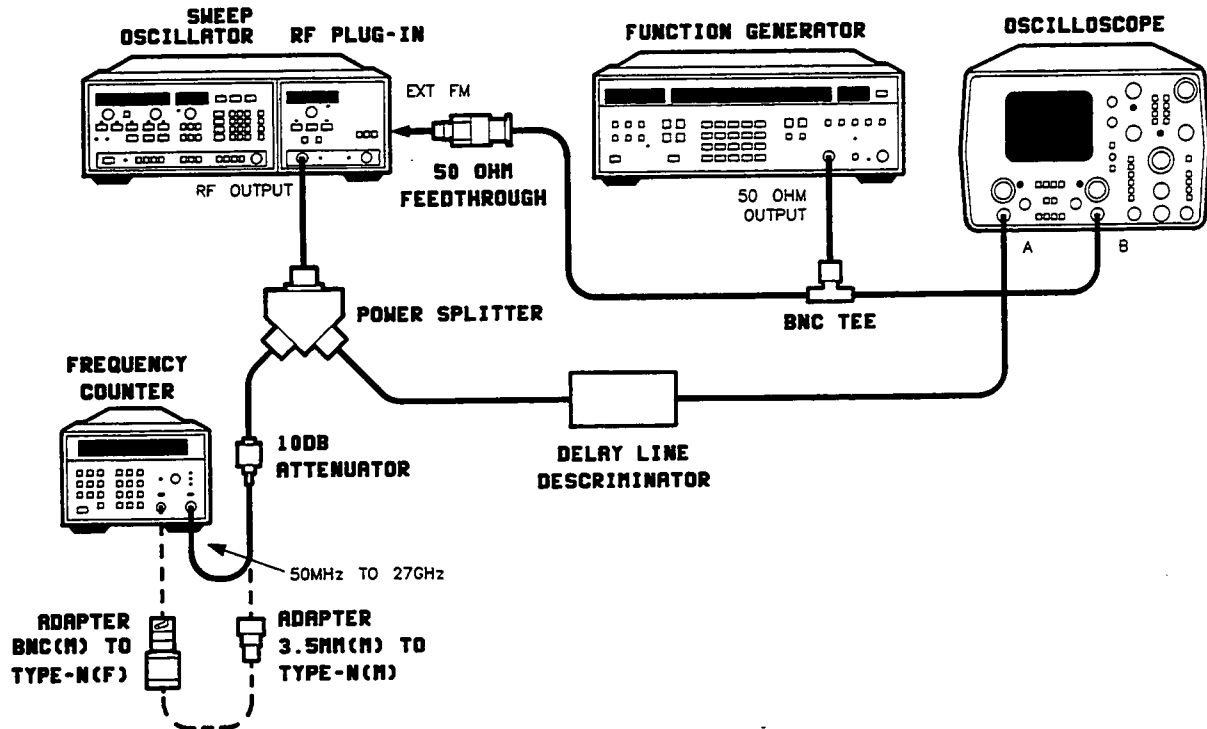 SWEEP
OSCILLATOR
RF PLUG-IN
FUNCTION GENERATOR
OSCILLOSCOPE
EXT FM
RF OUTPUT
50 OHM
FEEDTHROUGH
50 OHM
OUTPUT
A
B
POWER SPLITTER
BNC TEE
FREQUENCY
COUNTER
10DB
ATTENUATOR
DELAY LINE
DESCRIMINATOR
50MHz TO 27GHz
ADAPTER
BNC(M) TO
TYPE-N(F)
ADAPTER
3.5MM(M) TO
TYPE-N(M)